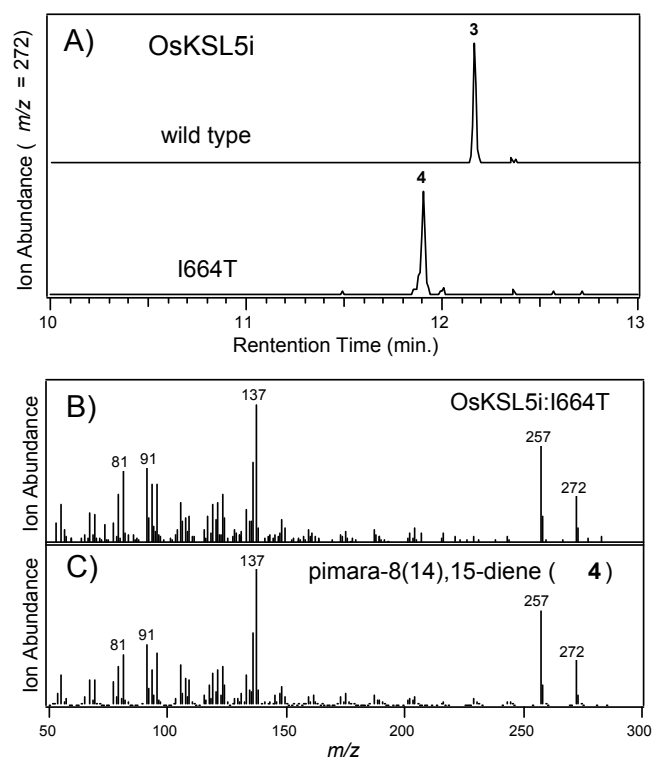 A) OsKSL5i
3
wild type
4
I664T
Ion Abundance ( m/z = 272)
10 11 12 13
Rentention Time (min.)
B) OsKSL5i:I664T
137
257
81 91
272
Ion Abundance
C) pimara-8(14),15-diene ( 4 )
137
257
81 91
272
Ion Abundance
50 100 150 200 250 300
m/z